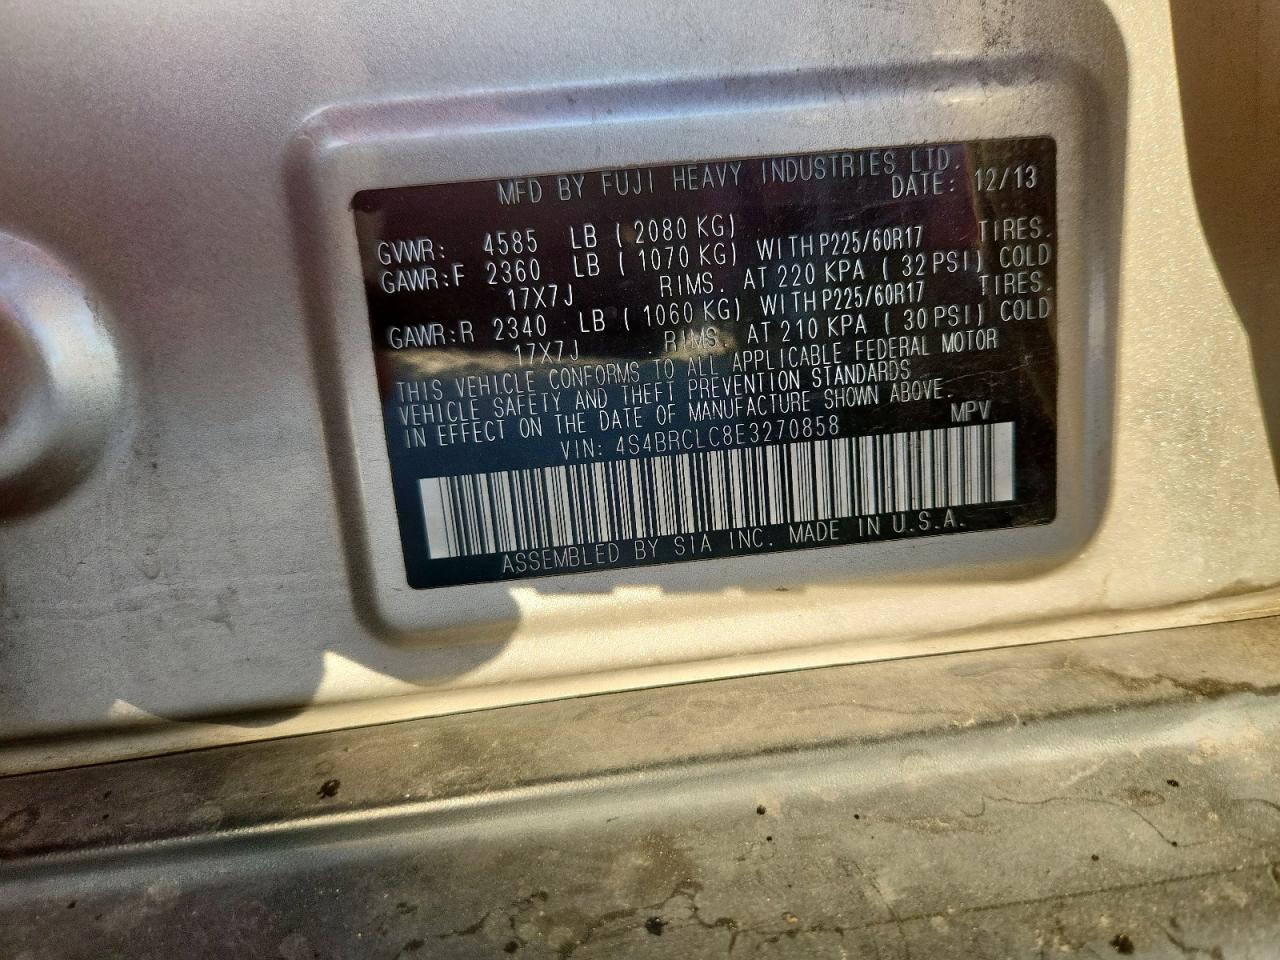 MFD BY FUJI HEAVY INDUSTRIES LTD.
DATE: 12/13
GVWR: 4585 LB ( 2080 KG)
GAWR:F 2360 LB ( 1070 KG) WITH P225/60R17 TIRES.
17X7J RIMS. AT 220 KPA ( 32 PSI) COLD
GAWR:R 2340 LB ( 1060 KG) WITH P225/60R17 TIRES.
17X7J RIMS. AT 210 KPA ( 30 PSI) COLD
THIS VEHICLE CONFORMS TO ALL APPLICABLE FEDERAL MOTOR
VEHICLE SAFETY AND THEFT PREVENTION STANDARDS
IN EFFECT ON THE DATE OF MANUFACTURE SHOWN ABOVE.
VIN: 4S4BRCLC8E3270858 MPV
ASSEMBLED BY SIA INC. MADE IN U.S.A.